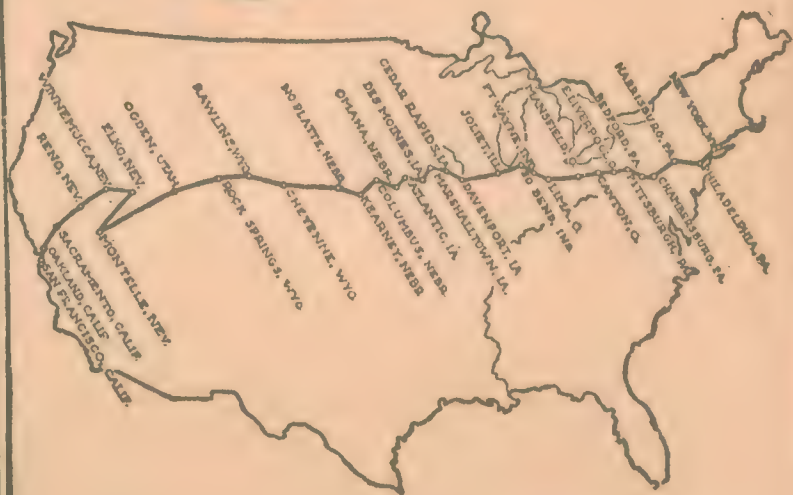 WINNEMUCCA, NEV.
RENO, NEV.
ELKO, NEV.
OGDEN, UTAH
RAWLINS, WYO
NO PLATTE, NEBR
OMAHA, NEBR
DES MOINES, IA
CEDAR RAPIDS, IA
JOLIET, ILL
FT WAYNE, IND
MANSFIELD, O
E. LIVERPOOL, O
BEDFORD, PA
HARRISBURG, PA
NEW YORK, N.Y.
SAN FRANCISCO, CALIF.
OAKLAND, CALIF
SACRAMENTO, CALIF.
MONTELLE, NEV.
ROCK SPRINGS, WYO
CHEYENNE, WYO
KEARNEY, NEBR
COLUMBUS, NEBR
ATLANTIC, IA
MARSHALLTOWN, IA.
DAVENPORT, IA
SO BEND, IND
LIMA, O
CANTON, O
PITTSBURGH, PA
CHAMBERSBURG, PA
PHILADELPHIA, PA